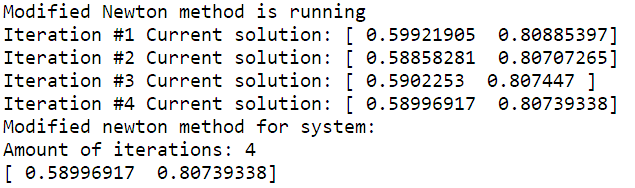 Modified Newton method is running
Iteration #1 Current solution: [ 0.59921905  0.80885397]
Iteration #2 Current solution: [ 0.58858281  0.80707265]
Iteration #3 Current solution: [ 0.5902253  0.807447 ]
Iteration #4 Current solution: [ 0.58996917  0.80739338]
Modified newton method for system:
Amount of iterations: 4
[ 0.58996917  0.80739338]